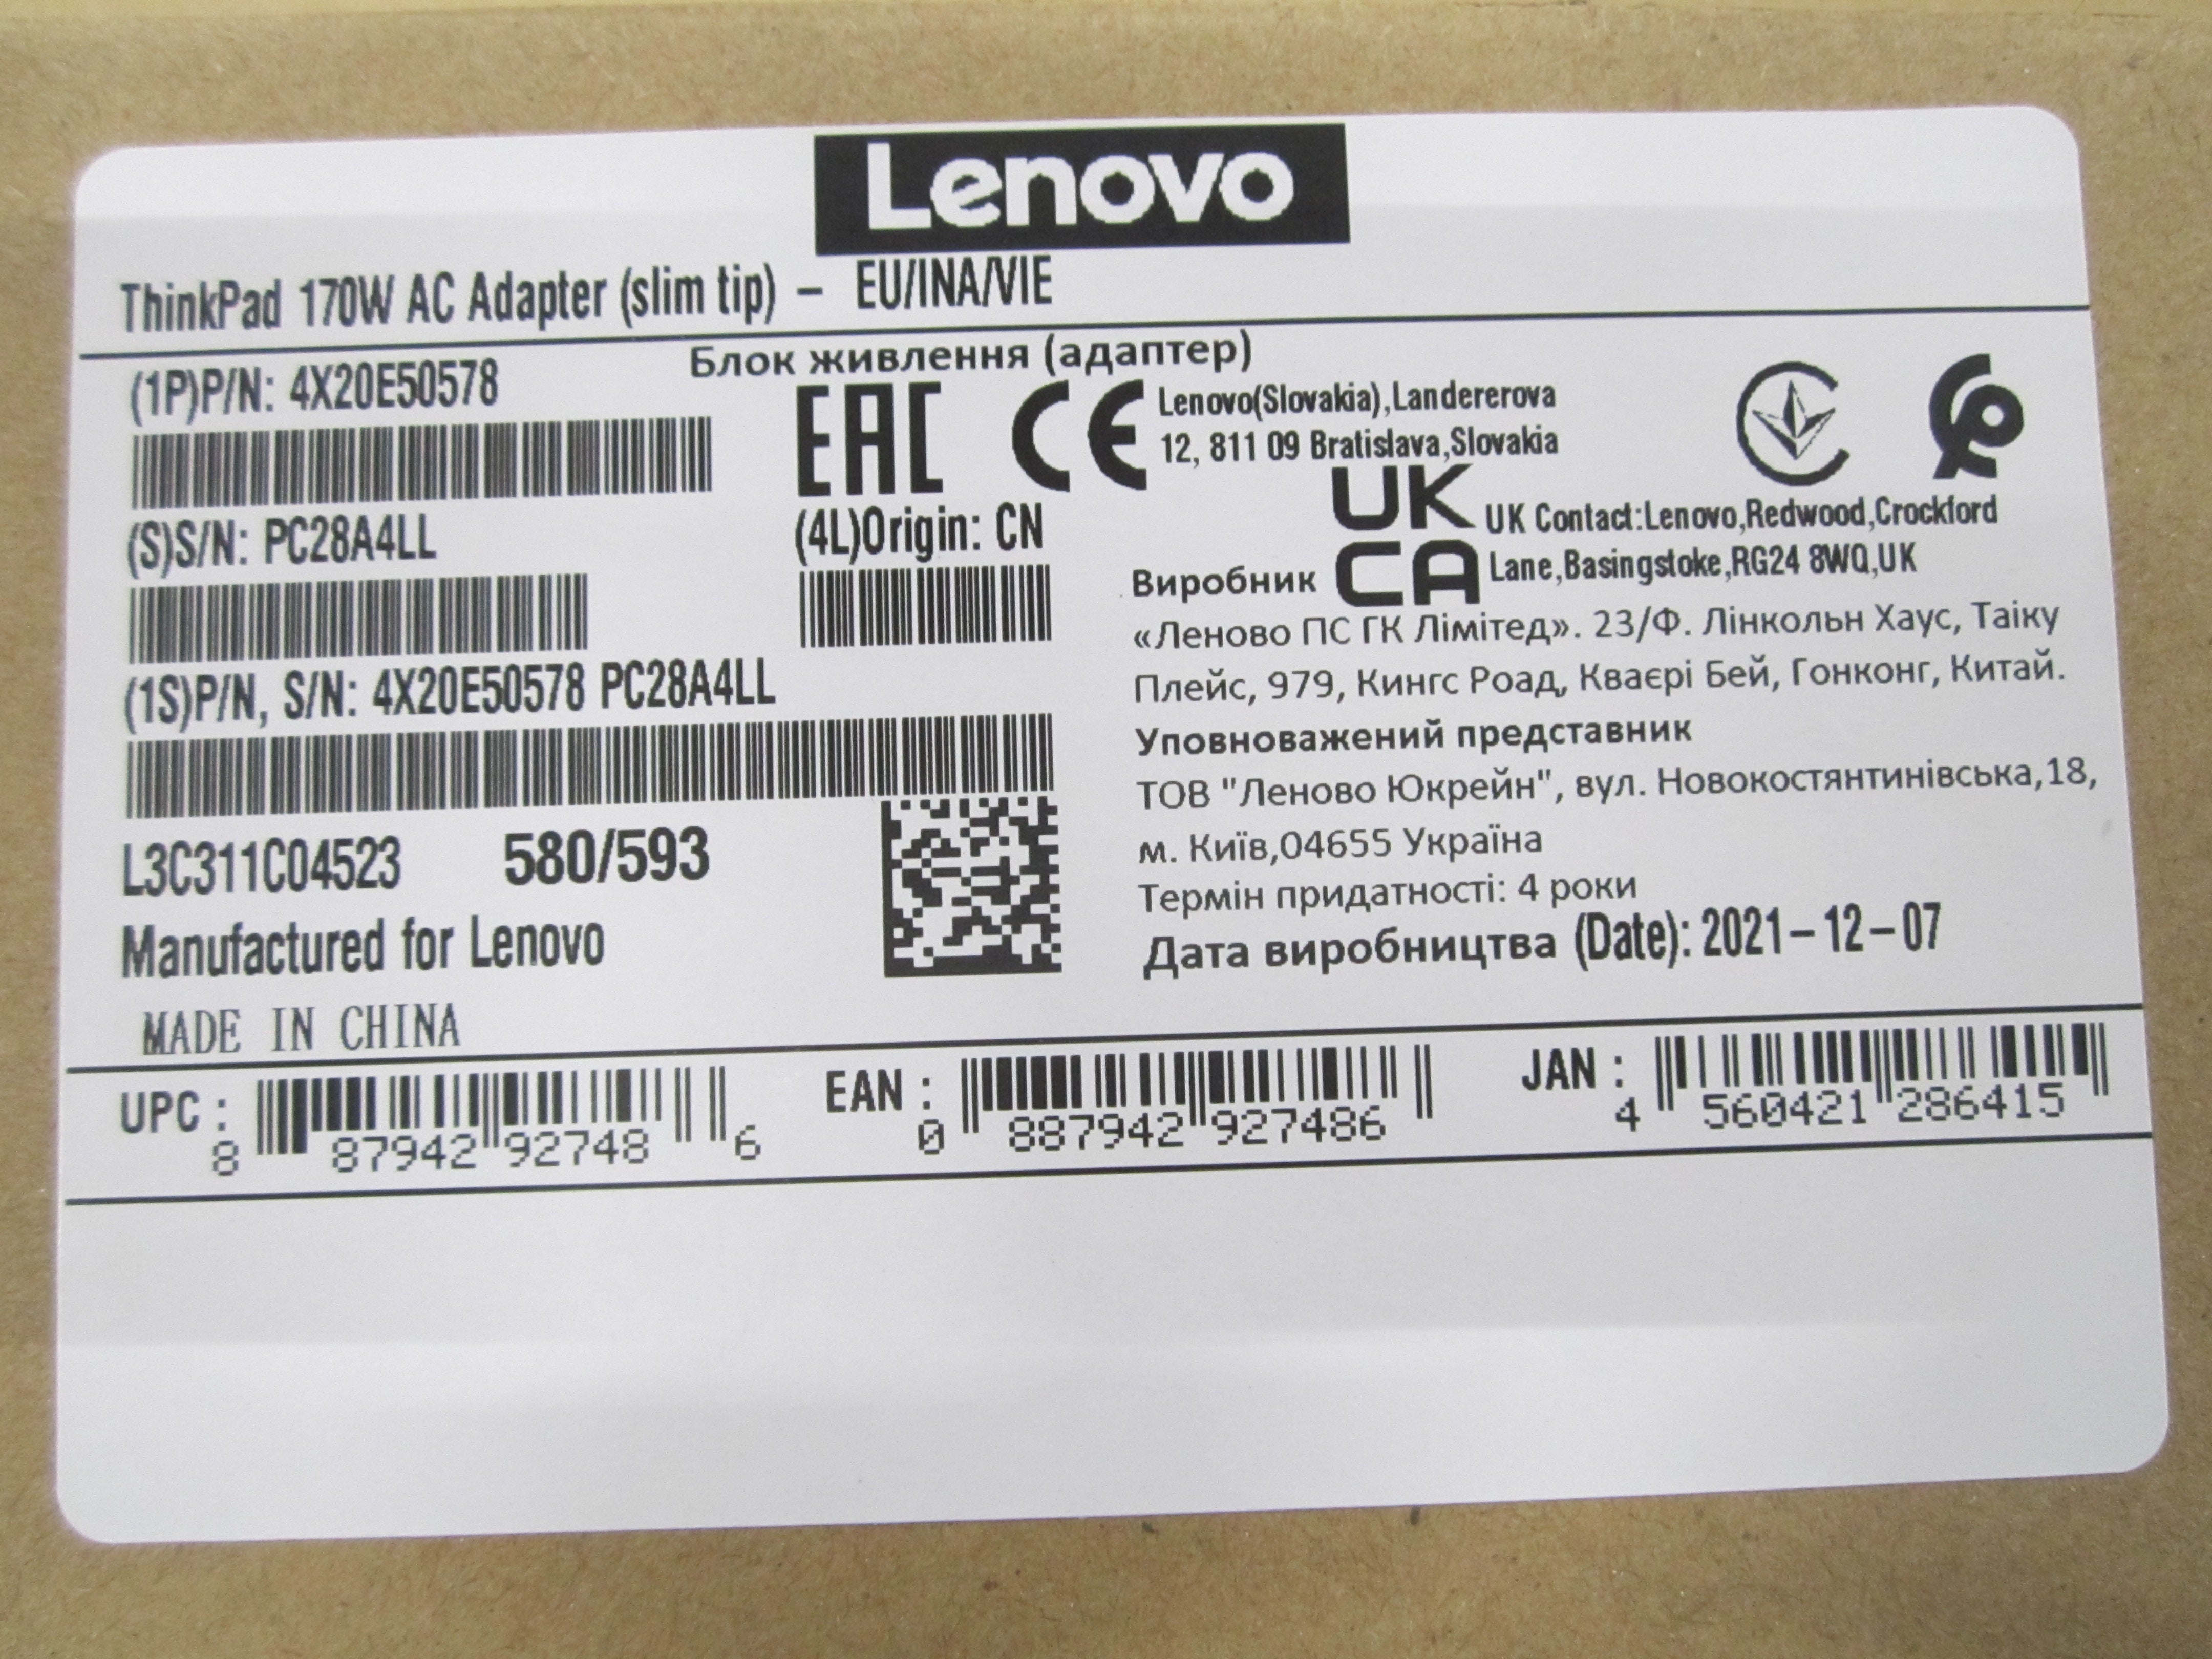 Lenovo
ThinkPad 170W AC Adapter (slim tip) – EU/INA/VIE
Блок живлення (адаптер)
(1P)P/N: 4X20E50578
EAC CE
Lenovo(Slovakia),Landererova
12, 811 09 Bratislava,Slovakia
(S)S/N: PC28A4LL
(4L)Origin: CN
UK
CA
UK Contact:Lenovo,Redwood,Crockford
Lane,Basingstoke,RG24 8WQ,UK
Виробник
«Леново ПС ГК Лімітед». 23/Ф. Лінкольн Хаус, Таіку
Плейс, 979, Кингс Роад, Кваєрі Бей, Гонконг, Китай.
(1S)P/N, S/N: 4X20E50578 PC28A4LL
Уповноважений представник
ТОВ "Леново Юкрейн", вул. Новокостянтинівська,18,
м. Київ,04655 Україна
Термін придатності: 4 роки
Дата виробництва (Date): 2021-12-07
L3C311C04523 580/593
Manufactured for Lenovo
MADE IN CHINA
UPC : 8 87942 92748 6
EAN : 0 887942 927486
JAN : 4 560421 286415